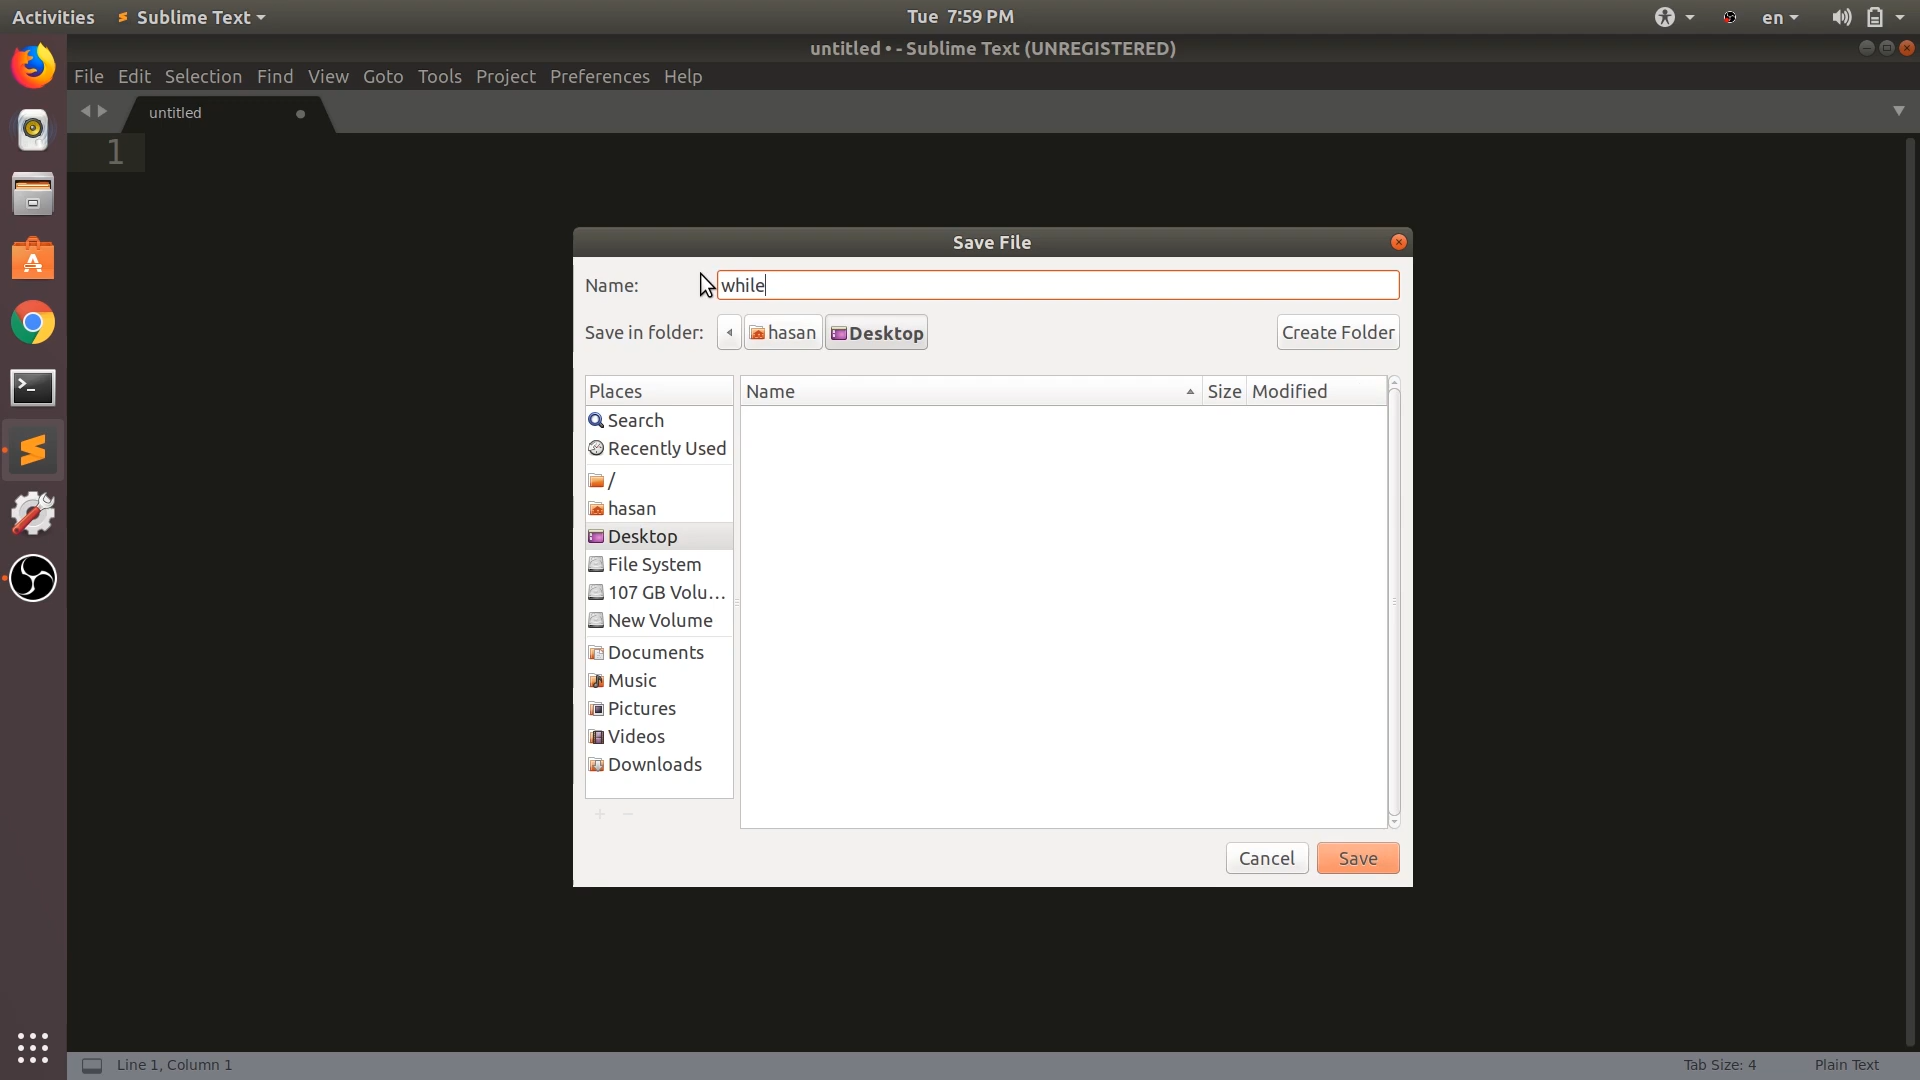 Activities Sublime Text Tue 7:59 PM en
untitled • - Sublime Text (UNREGISTERED)
File Edit Selection Find View Goto Tools Project Preferences Help
untitled
1
Save File
Name: while
Save in folder: hasan Desktop Create Folder
Places Name Size Modified
Search
Recently Used
/
hasan
Desktop
File System
107 GB Volu...
New Volume
Documents
Music
Pictures
Videos
Downloads
Cancel Save
Line 1, Column 1 Tab Size: 4 Plain Text